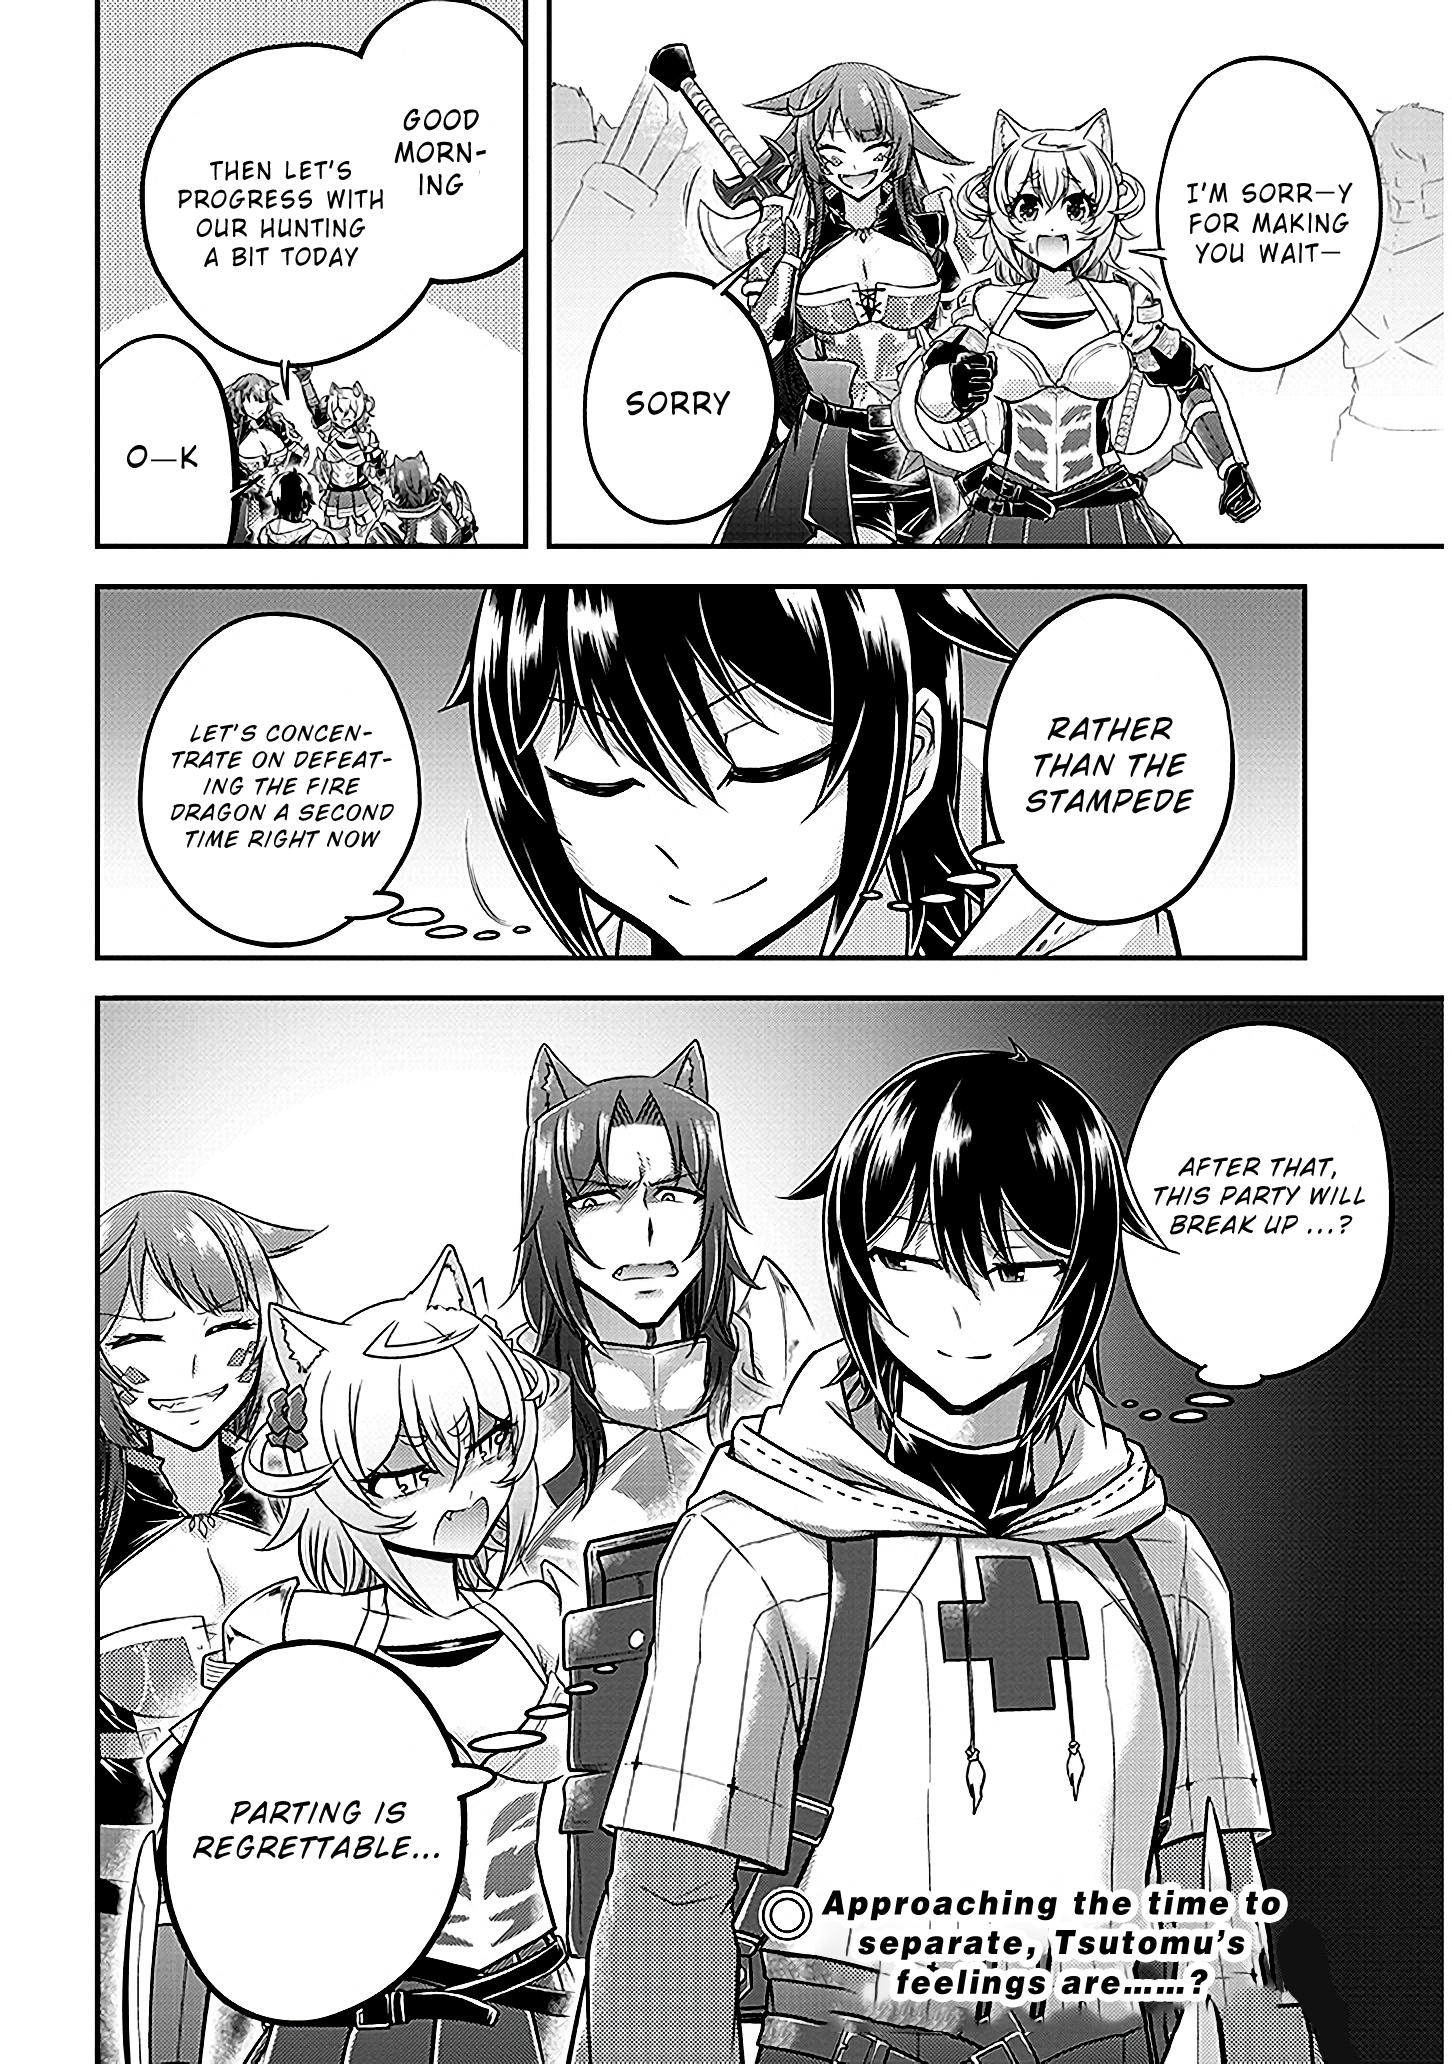 I'M SORR–Y
FOR MAKING
YOU WAIT–
SORRY
GOOD
MORN-
ING
THEN LET'S
PROGRESS WITH
OUR HUNTING
A BIT TODAY
O–K
RATHER
THAN THE
STAMPEDE
LET'S CONCEN-
TRATE ON DEFEAT-
ING THE FIRE
DRAGON A SECOND
TIME RIGHT NOW
AFTER THAT,
THIS PARTY WILL
BREAK UP ...?
PARTING IS
REGRETTABLE...
◎ Approaching the time to
separate, Tsutomu's
feelings are......?